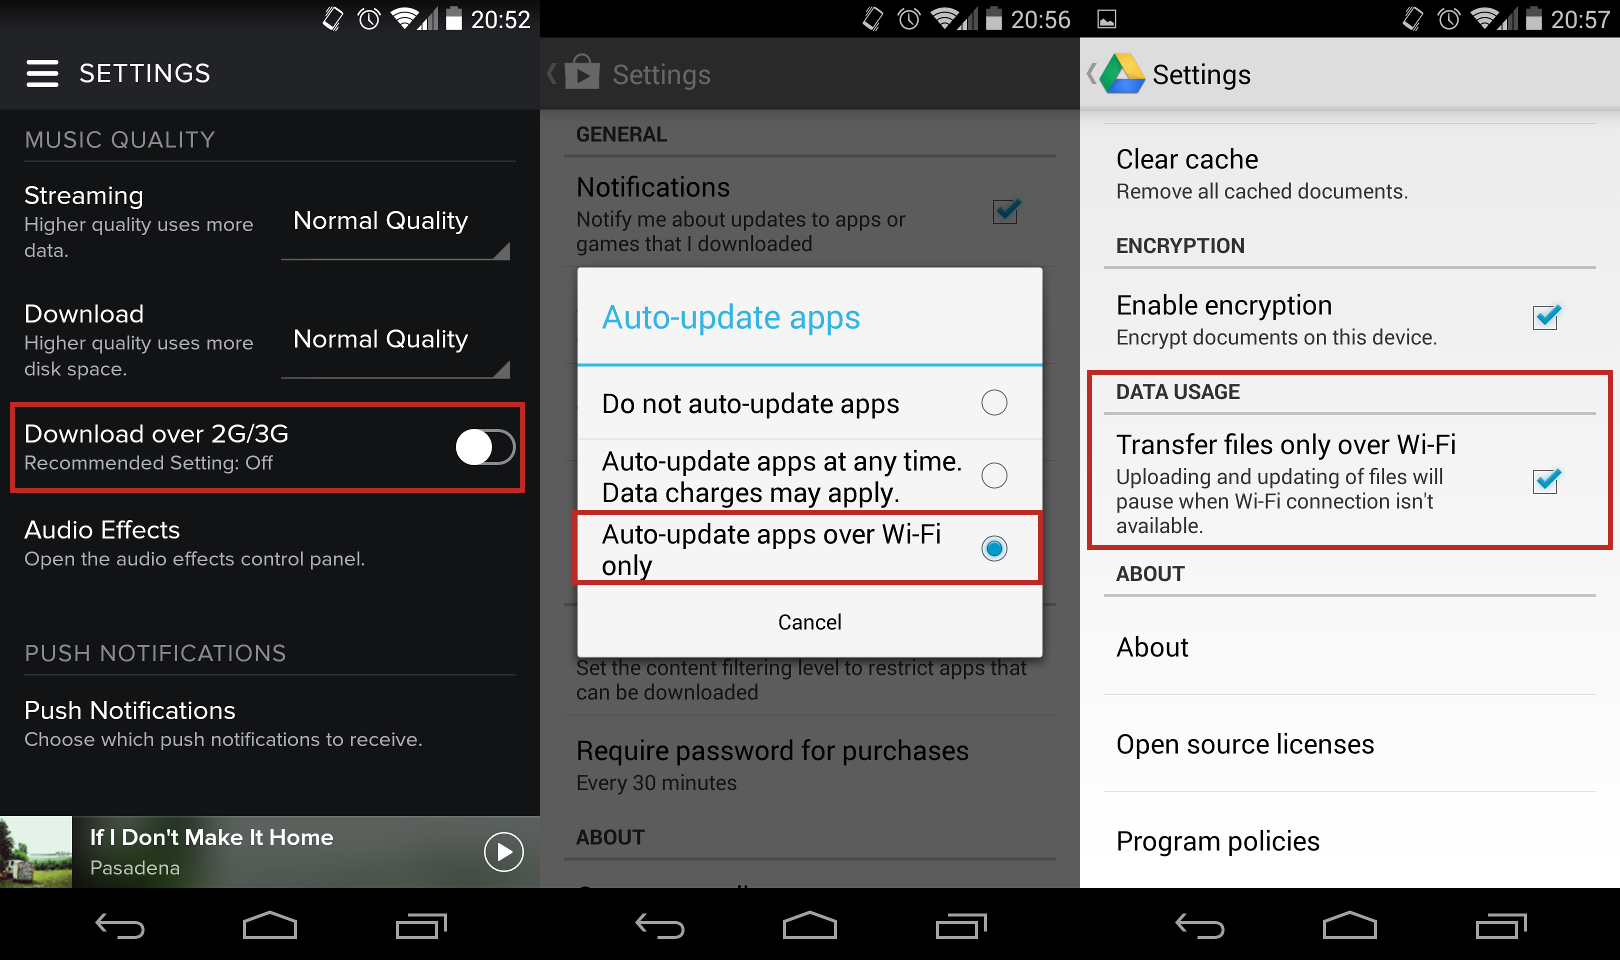 20:52
SETTINGS
MUSIC QUALITY
Streaming
Higher quality uses more
data.
Normal Quality
Download
Higher quality uses more
disk space.
Normal Quality
Download over 2G/3G
Recommended Setting: Off
Audio Effects
Open the audio effects control panel.
PUSH NOTIFICATIONS
Push Notifications
Choose which push notifications to receive.
If I Don't Make It Home
Pasadena
20:56
Settings
GENERAL
Notifications
Notify me about updates to apps or
games that I downloaded
Auto-update apps
Do not auto-update apps
Auto-update apps at any time.
Data charges may apply.
Auto-update apps over Wi-Fi
only
Cancel
Set the content filtering level to restrict apps that
can be downloaded
Require password for purchases
Every 30 minutes
ABOUT
20:57
Settings
Clear cache
Remove all cached documents.
ENCRYPTION
Enable encryption
Encrypt documents on this device.
DATA USAGE
Transfer files only over Wi-Fi
Uploading and updating of files will
pause when Wi-Fi connection isn't
available.
ABOUT
About
Open source licenses
Program policies